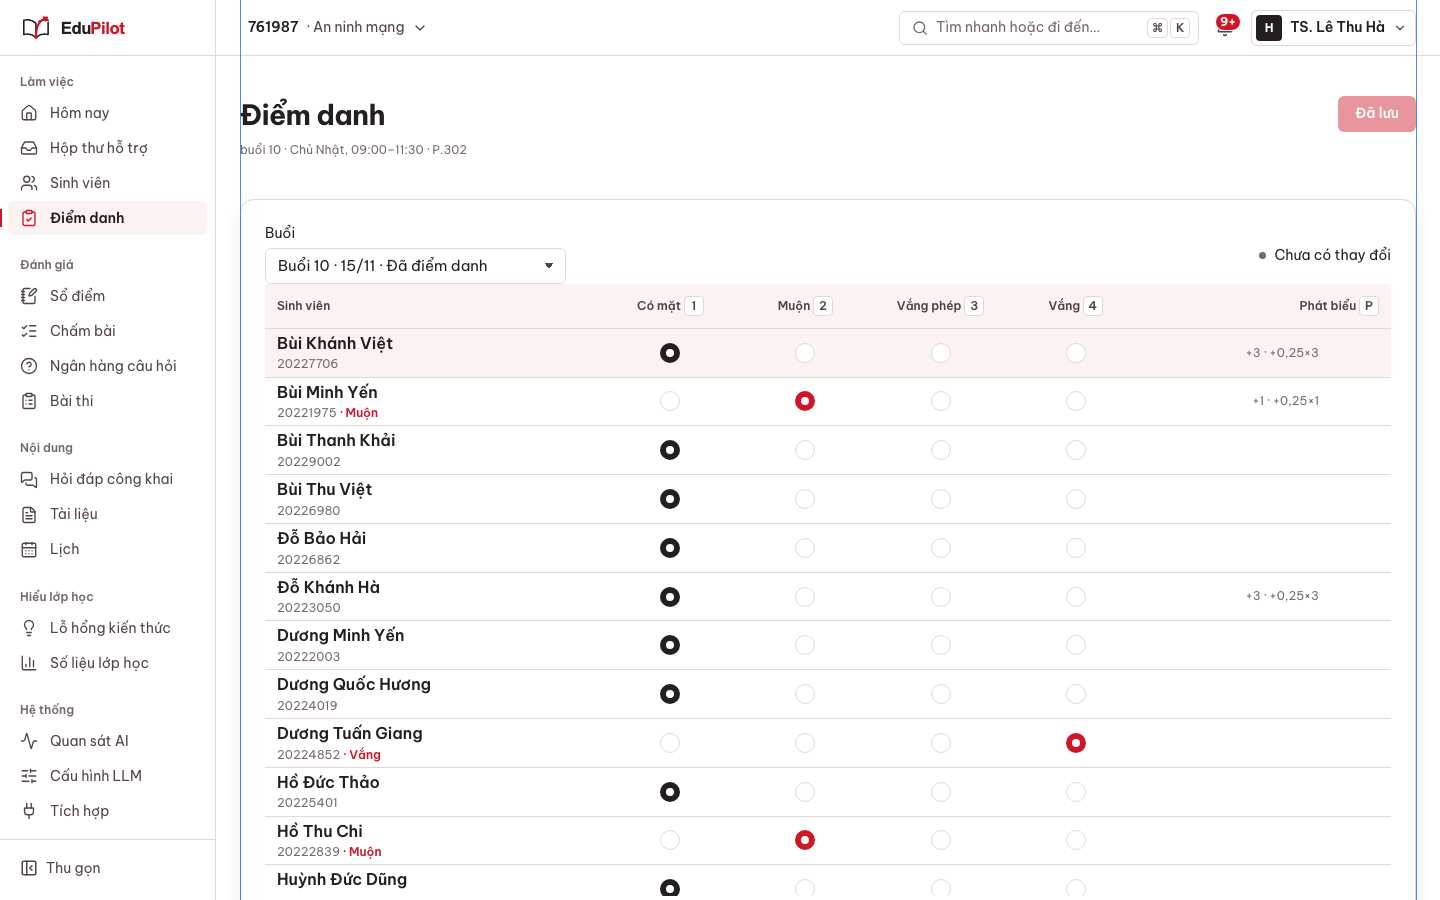 EduPilot
761987 · An ninh mạng
Tìm nhanh hoặc đi đến...
⌘ K
9+
H TS. Lê Thu Hà
Làm việc
Hôm nay
Hộp thư hỗ trợ
Sinh viên
Điểm danh
Đánh giá
Sổ điểm
Chấm bài
Ngân hàng câu hỏi
Bài thi
Nội dung
Hỏi đáp công khai
Tài liệu
Lịch
Hiểu lớp học
Lỗ hổng kiến thức
Số liệu lớp học
Hệ thống
Quan sát AI
Cấu hình LLM
Tích hợp
Thu gọn
Điểm danh
Đã lưu
buổi 10 · Chủ Nhật, 09:00–11:30 · P.302
Buổi
Buổi 10 · 15/11 · Đã điểm danh
Chưa có thay đổi
Sinh viên Có mặt 1 Muộn 2 Vắng phép 3 Vắng 4 Phát biểu P
Bùi Khánh Việt
20227706
+3 · +0,25×3
Bùi Minh Yến
20221975 · Muộn
+1 · +0,25×1
Bùi Thanh Khải
20229002
Bùi Thu Việt
20226980
Đỗ Bảo Hải
20226862
Đỗ Khánh Hà
20223050
+3 · +0,25×3
Dương Minh Yến
20222003
Dương Quốc Hương
20224019
Dương Tuấn Giang
20224852 · Vắng
Hồ Đức Thảo
20225401
Hồ Thu Chi
20222839 · Muộn
Huỳnh Đức Dũng